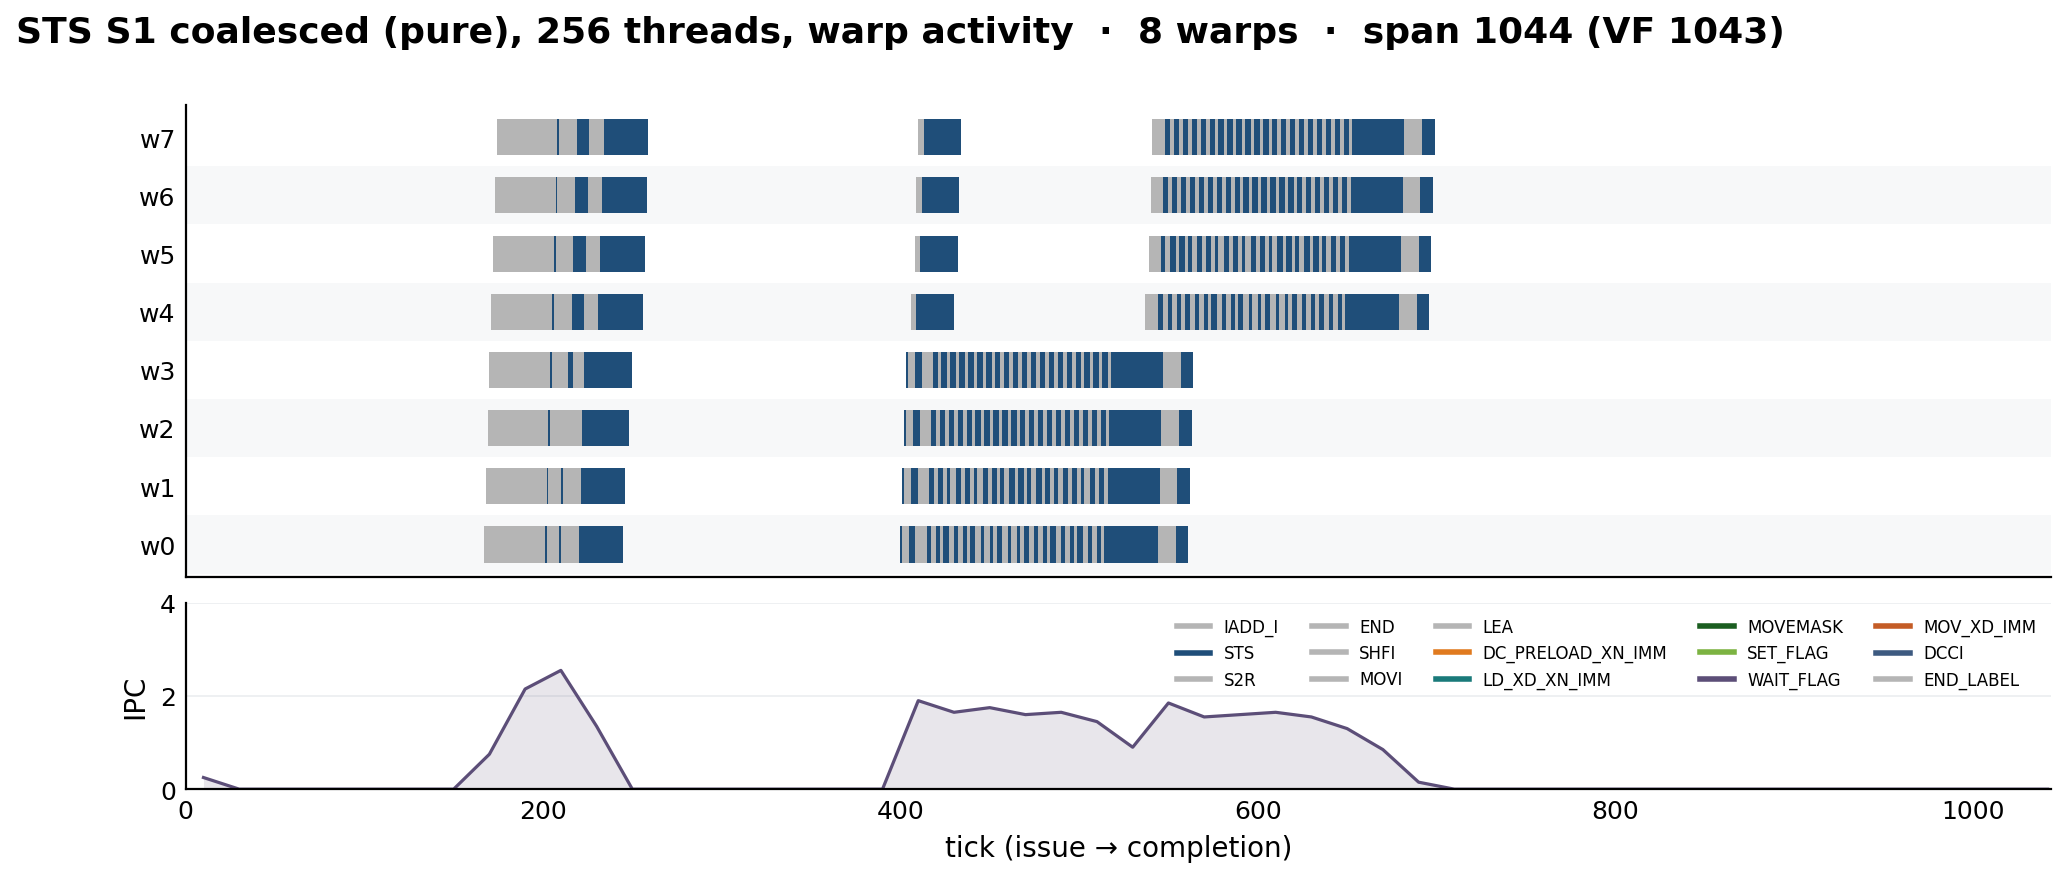 STS S1 coalesced (pure), 256 threads, warp activity · 8 warps · span 1044 (VF 1043)
w7
w6
w5
w4
w3
w2
w1
w0
4
2
0
IPC
IADD_I END LEA MOVEMASK MOV_XD_IMM
STS SHFI DC_PRELOAD_XN_IMM SET_FLAG DCCI
S2R MOVI LD_XD_XN_IMM WAIT_FLAG END_LABEL
0 200 400 600 800 1000
tick (issue → completion)